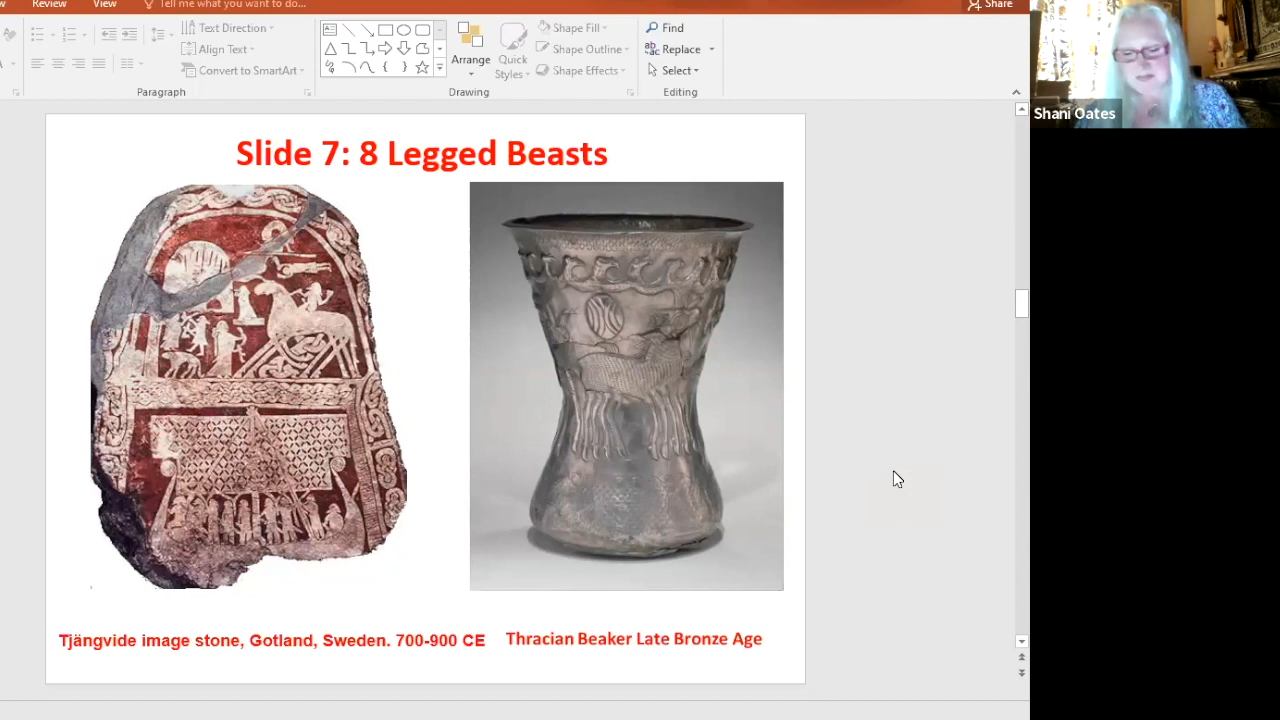 Review
View
Tell me what you want to do...
Share
Text Direction
Align Text
Convert to SmartArt
Paragraph
Arrange
Quick
Styles
Shape Fill
Shape Outline
Shape Effects
Drawing
Find
Replace
Select
Editing
Shani Oates
Slide 7: 8 Legged Beasts
Tjängvide image stone, Gotland, Sweden. 700-900 CE
Thracian Beaker Late Bronze Age